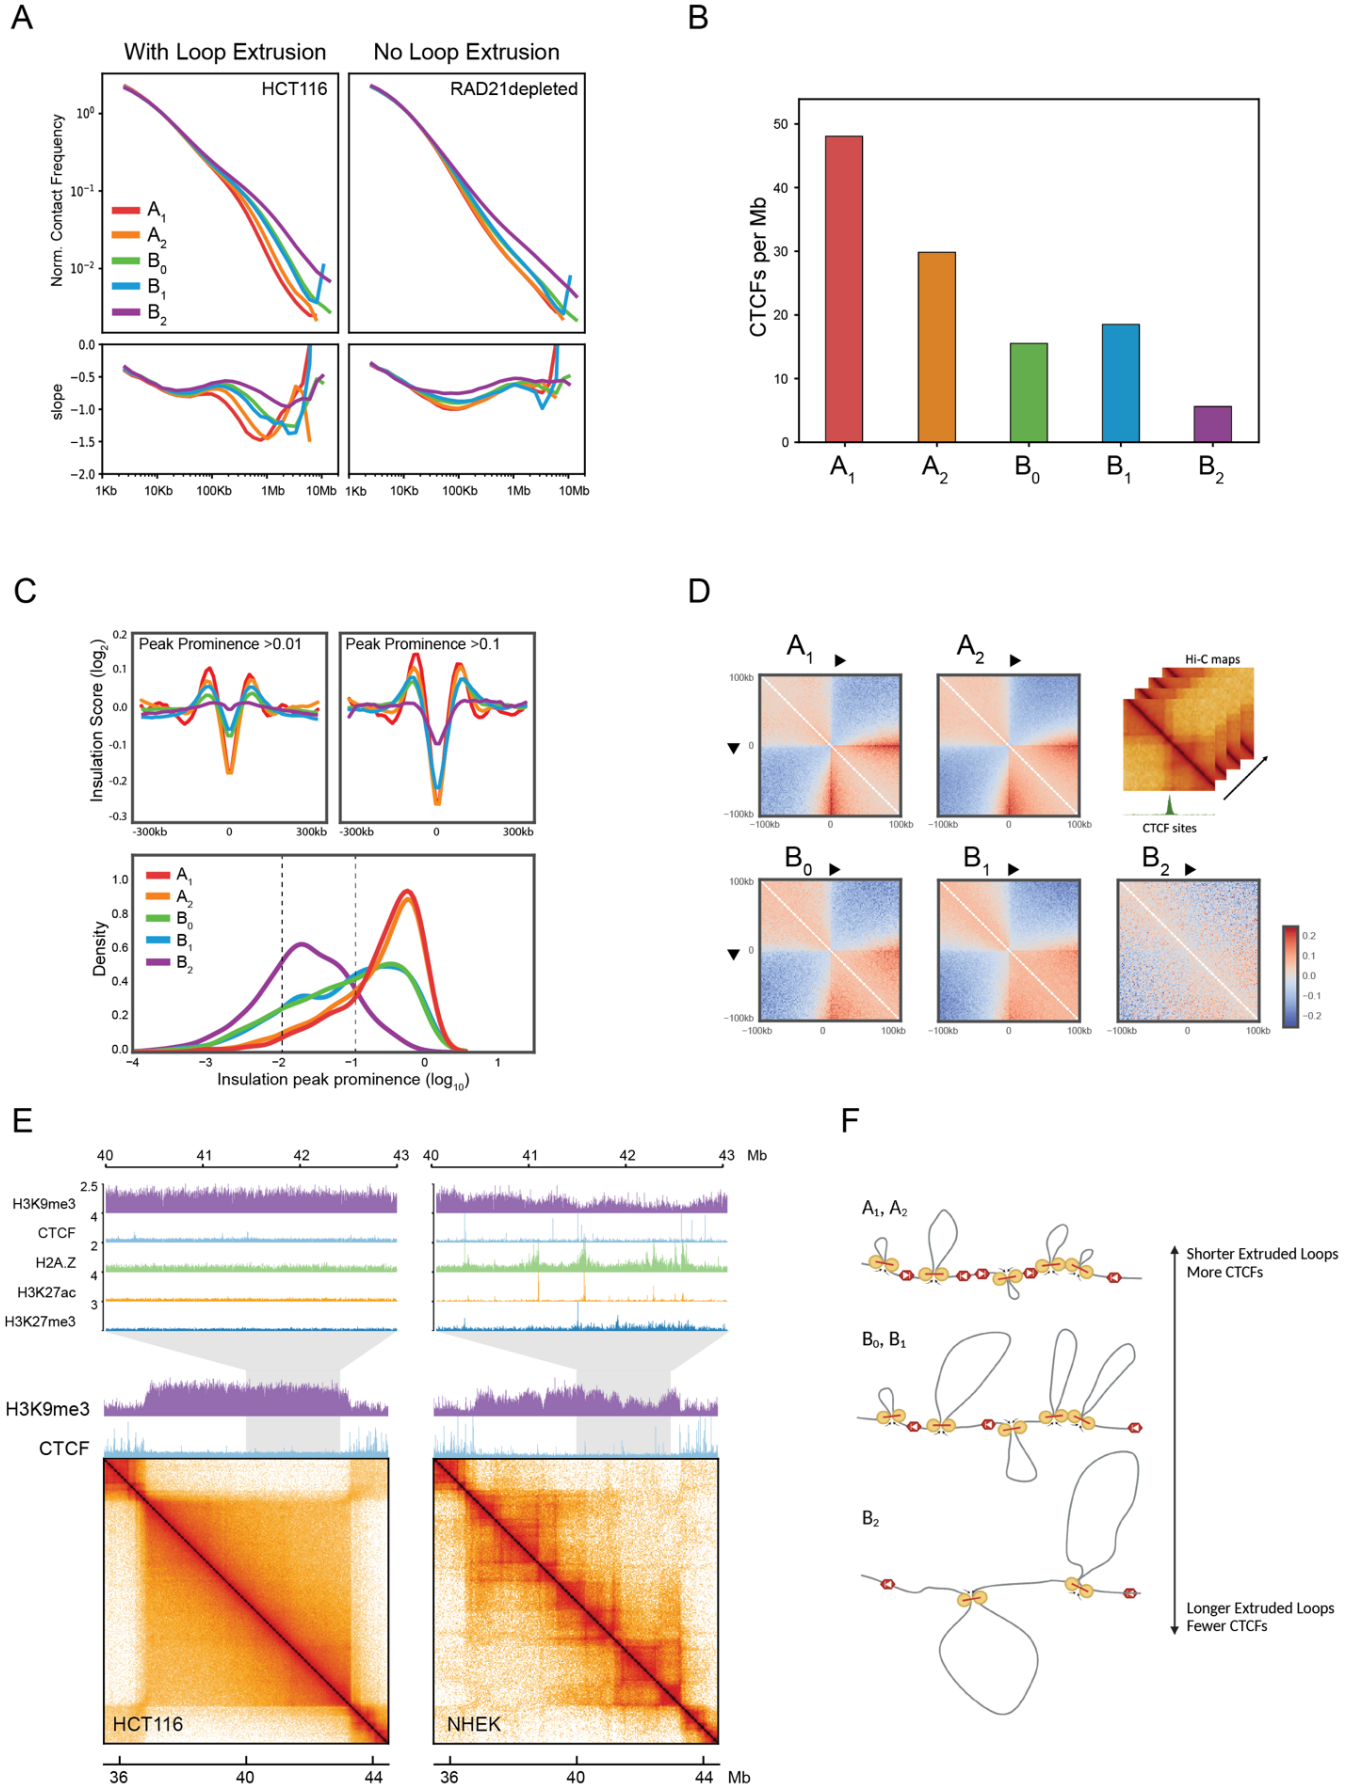 A
With Loop Extrusion
No Loop Extrusion
HCT116
RAD21depleted
Norm. Contact Frequency
10⁰
10⁻¹
10⁻²
A₁
A₂
B₀
B₁
B₂
slope
0.0
−0.5
−1.0
−1.5
−2.0
1Kb 10Kb 100Kb 1Mb 10Mb
1Kb 10Kb 100Kb 1Mb 10Mb
B
CTCFs per Mb
50
40
30
20
10
0
A₁ A₂ B₀ B₁ B₂
C
Peak Prominence >0.01
Peak Prominence >0.1
Insulation Score (log₂)
0.2
0.1
0.0
-0.1
-0.2
-0.3
-300kb 0 300kb
-300kb 0 300kb
Density
1.0
0.8
0.6
0.4
0.2
0.0
A₁
A₂
B₀
B₁
B₂
−4 −3 −2 −1 0 1
Insulation peak prominence (log₁₀)
D
A₁
A₂
Hi-C maps
CTCF sites
100kb
0
−100kb
−100kb 0 100kb
−100kb 0 100kb
B₀
B₁
B₂
100kb
0
−100kb
−100kb 0 100kb
−100kb 0 100kb
−100kb 0 100kb
0.2
0.1
0.0
−0.1
−0.2
E
40 41 42 43
40 41 42 43 Mb
2.5
H3K9me3
4
CTCF
2
H2A.Z
4
H3K27ac
3
H3K27me3
H3K9me3
CTCF
HCT116
NHEK
36 40 44
36 40 44 Mb
F
A₁, A₂
Shorter Extruded Loops
More CTCFs
B₀, B₁
B₂
Longer Extruded Loops
Fewer CTCFs